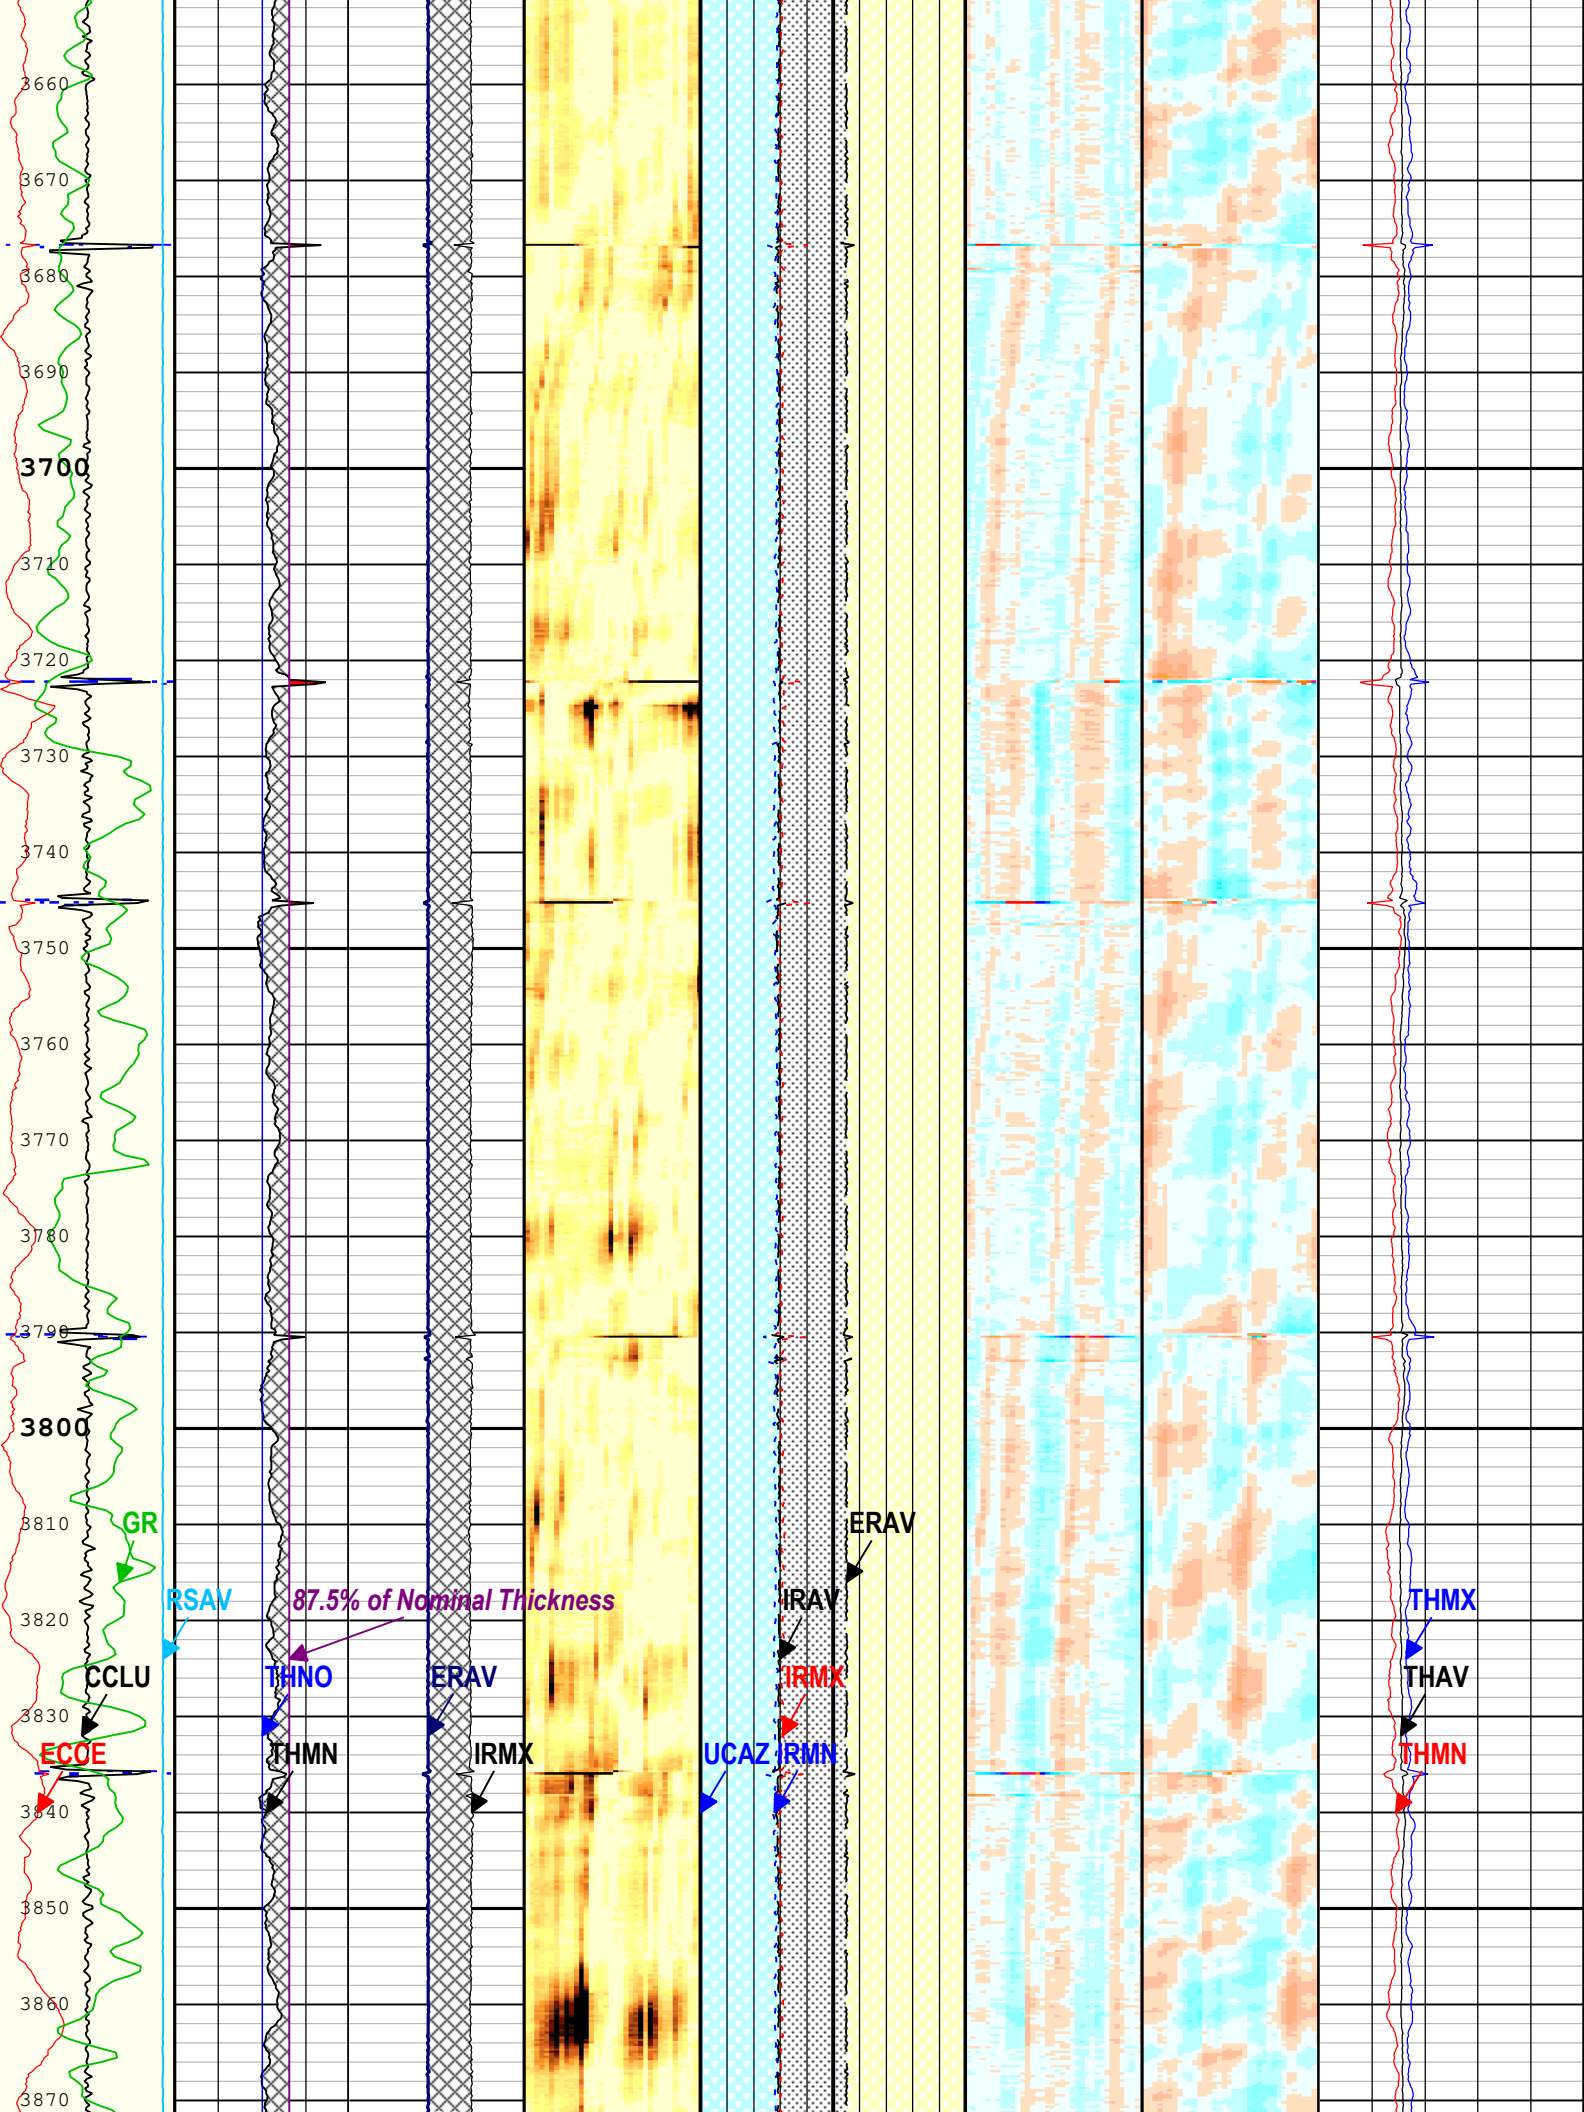 3660
3670
3680
3690
3700
3710
3720
3730
3740
3750
3760
3770
3780
3790
3800
3810
GR
ERAV
3820
RSAV
87.5% of Nominal Thickness
IRAV
THMX
CCLU
THNO
ERAV
IRMX
THAV
3830
ECOE
THMN
IRMX
UCAZ
IRMN
THMN
3840
3850
3860
3870